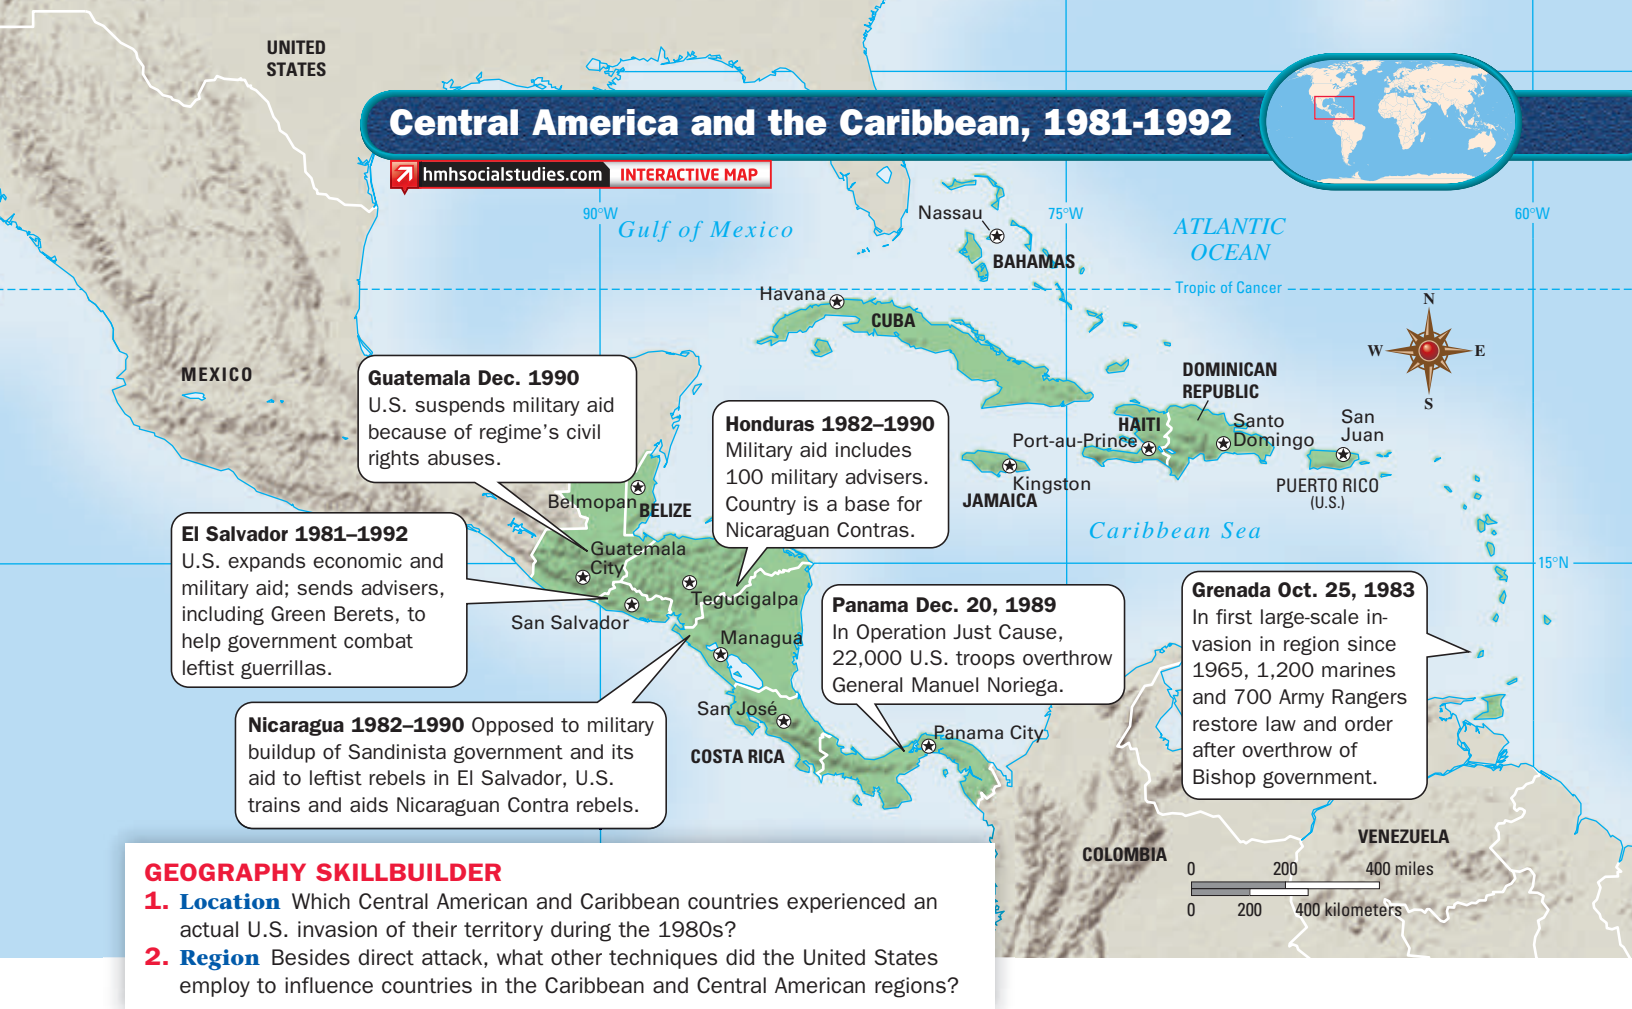 Central America and the Caribbean, 1981-1992
hmhsocialstudies.com INTERACTIVE MAP
UNITED
STATES
90°W
75°W
60°W
Gulf of Mexico
Nassau
BAHAMAS
ATLANTIC
OCEAN
Tropic of Cancer
Havana
CUBA
N
W
E
S
MEXICO
Guatemala Dec. 1990
U.S. suspends military aid
because of regime's civil
rights abuses.
Honduras 1982–1990
Military aid includes
100 military advisers.
Country is a base for
Nicaraguan Contras.
DOMINICAN
REPUBLIC
HAITI
Port-au-Prince
Santo
Domingo
San
Juan
PUERTO RICO
(U.S.)
Kingston
JAMAICA
Belmopan
BELIZE
Caribbean Sea
El Salvador 1981–1992
U.S. expands economic and
military aid; sends advisers,
including Green Berets, to
help government combat
leftist guerrillas.
Guatemala
City
Tegucigalpa
San Salvador
Managua
15°N
Panama Dec. 20, 1989
In Operation Just Cause,
22,000 U.S. troops overthrow
General Manuel Noriega.
Grenada Oct. 25, 1983
In first large-scale in-
vasion in region since
1965, 1,200 marines
and 700 Army Rangers
restore law and order
after overthrow of
Bishop government.
Nicaragua 1982–1990 Opposed to military
buildup of Sandinista government and its
aid to leftist rebels in El Salvador, U.S.
trains and aids Nicaraguan Contra rebels.
San José
COSTA RICA
Panama City
COLOMBIA
VENEZUELA
0 200 400 miles
0 200 400 kilometers
GEOGRAPHY SKILLBUILDER
1. Location Which Central American and Caribbean countries experienced an
actual U.S. invasion of their territory during the 1980s?
2. Region Besides direct attack, what other techniques did the United States
employ to influence countries in the Caribbean and Central American regions?